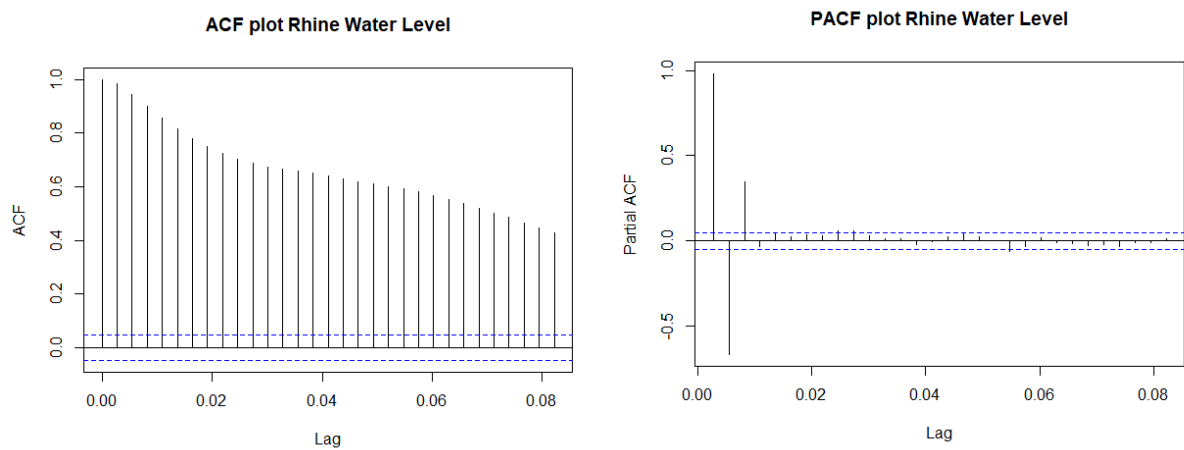 ACF plot Rhine Water Level
ACF
1.0
0.8
0.6
0.4
0.2
0.0
0.00 0.02 0.04 0.06 0.08
Lag
PACF plot Rhine Water Level
Partial ACF
1.0
0.5
0.0
-0.5
0.00 0.02 0.04 0.06 0.08
Lag